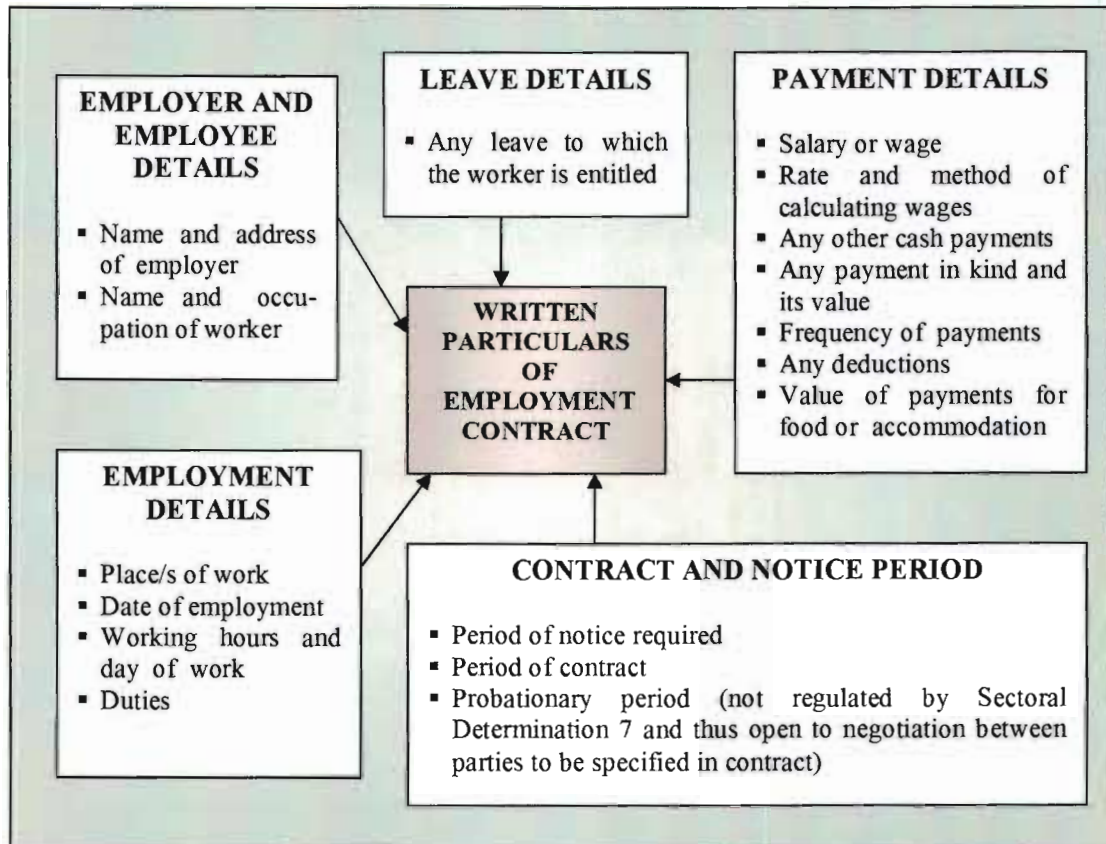 EMPLOYER AND
EMPLOYEE
DETAILS
▪ Name and address
of employer
▪ Name and occu-
pation of worker
LEAVE DETAILS
▪ Any leave to which
the worker is entitled
PAYMENT DETAILS
▪ Salary or wage
▪ Rate and method of
calculating wages
▪ Any other cash payments
▪ Any payment in kind and
its value
▪ Frequency of payments
▪ Any deductions
▪ Value of payments for
food or accommodation
WRITTEN
PARTICULARS
OF
EMPLOYMENT
CONTRACT
EMPLOYMENT
DETAILS
▪ Place/s of work
▪ Date of employment
▪ Working hours and
day of work
▪ Duties
CONTRACT AND NOTICE PERIOD
▪ Period of notice required
▪ Period of contract
▪ Probationary period (not regulated by Sectoral
Determination 7 and thus open to negotiation between
parties to be specified in contract)